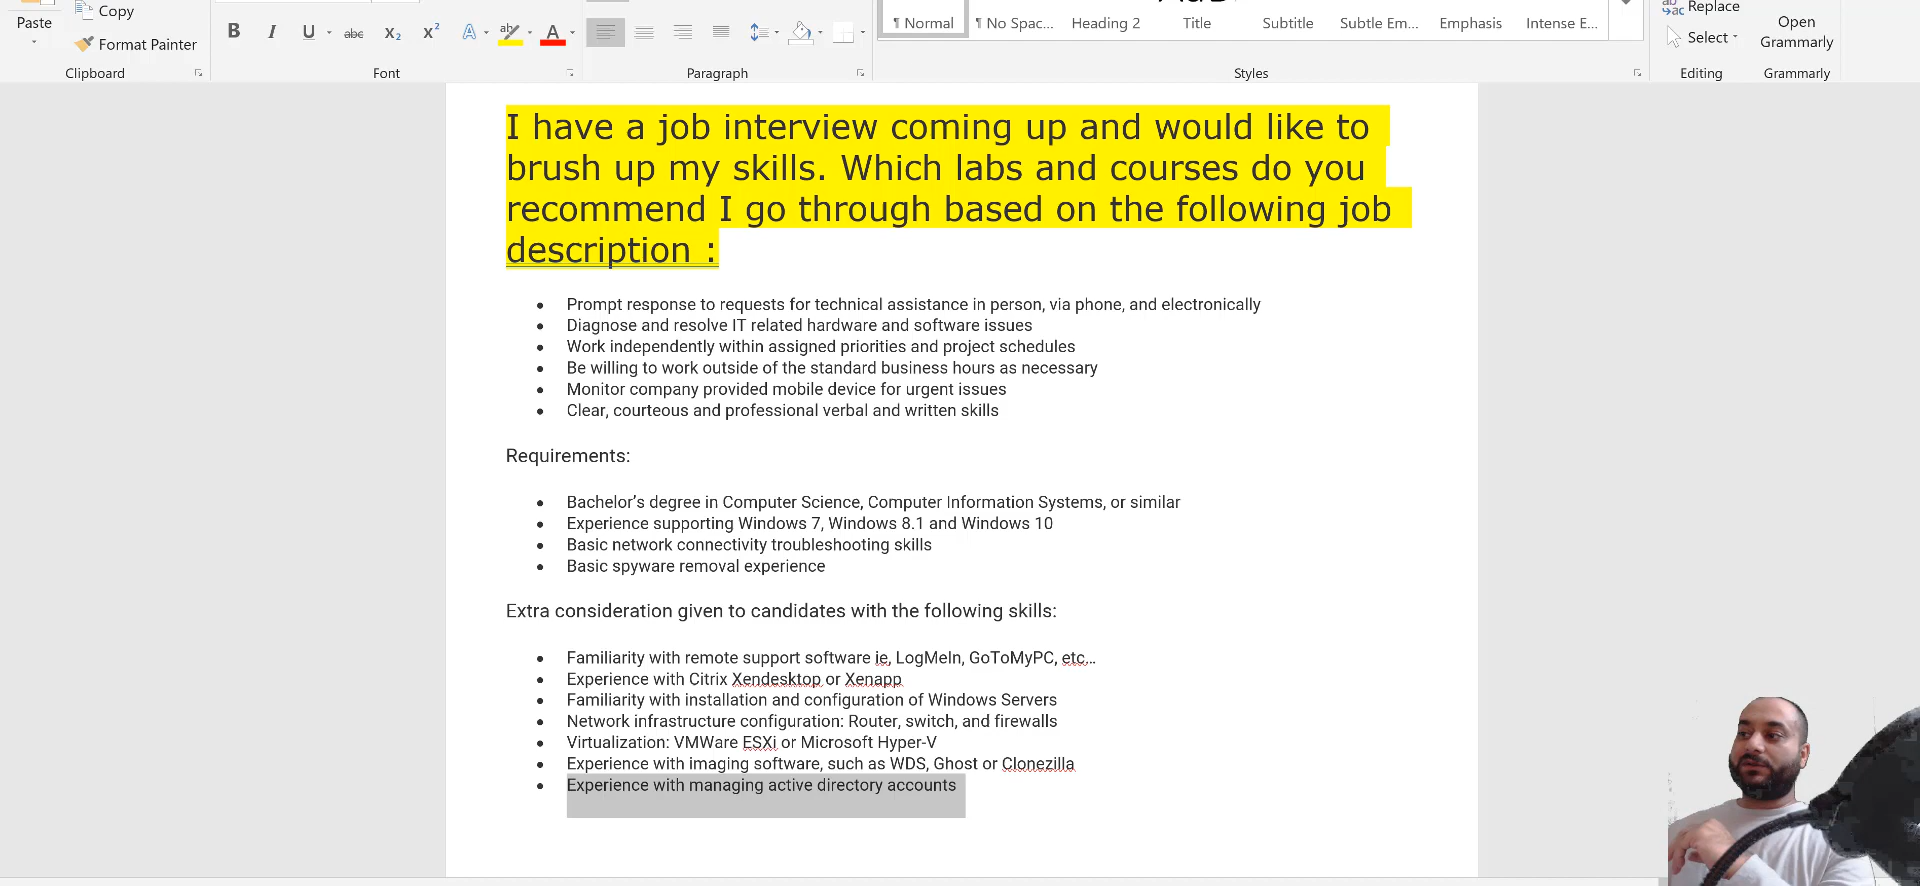 Paste
Copy
Format Painter
Clipboard
B I U abc X₂ X² A ab A
Font
Paragraph
¶ Normal
¶ No Spac...
Heading 2
Title
Subtitle
Subtle Em...
Emphasis
Intense E...
Styles
Replace
Select
Editing
Open
Grammarly
Grammarly
I have a job interview coming up and would like to
brush up my skills. Which labs and courses do you
recommend I go through based on the following job
description :
• Prompt response to requests for technical assistance in person, via phone, and electronically
• Diagnose and resolve IT related hardware and software issues
• Work independently within assigned priorities and project schedules
• Be willing to work outside of the standard business hours as necessary
• Monitor company provided mobile device for urgent issues
• Clear, courteous and professional verbal and written skills
Requirements:
• Bachelor’s degree in Computer Science, Computer Information Systems, or similar
• Experience supporting Windows 7, Windows 8.1 and Windows 10
• Basic network connectivity troubleshooting skills
• Basic spyware removal experience
Extra consideration given to candidates with the following skills:
• Familiarity with remote support software ie, LogMeIn, GoToMyPC, etc…
• Experience with Citrix Xendesktop or Xenapp
• Familiarity with installation and configuration of Windows Servers
• Network infrastructure configuration: Router, switch, and firewalls
• Virtualization: VMWare ESXi or Microsoft Hyper-V
• Experience with imaging software, such as WDS, Ghost or Clonezilla
• Experience with managing active directory accounts